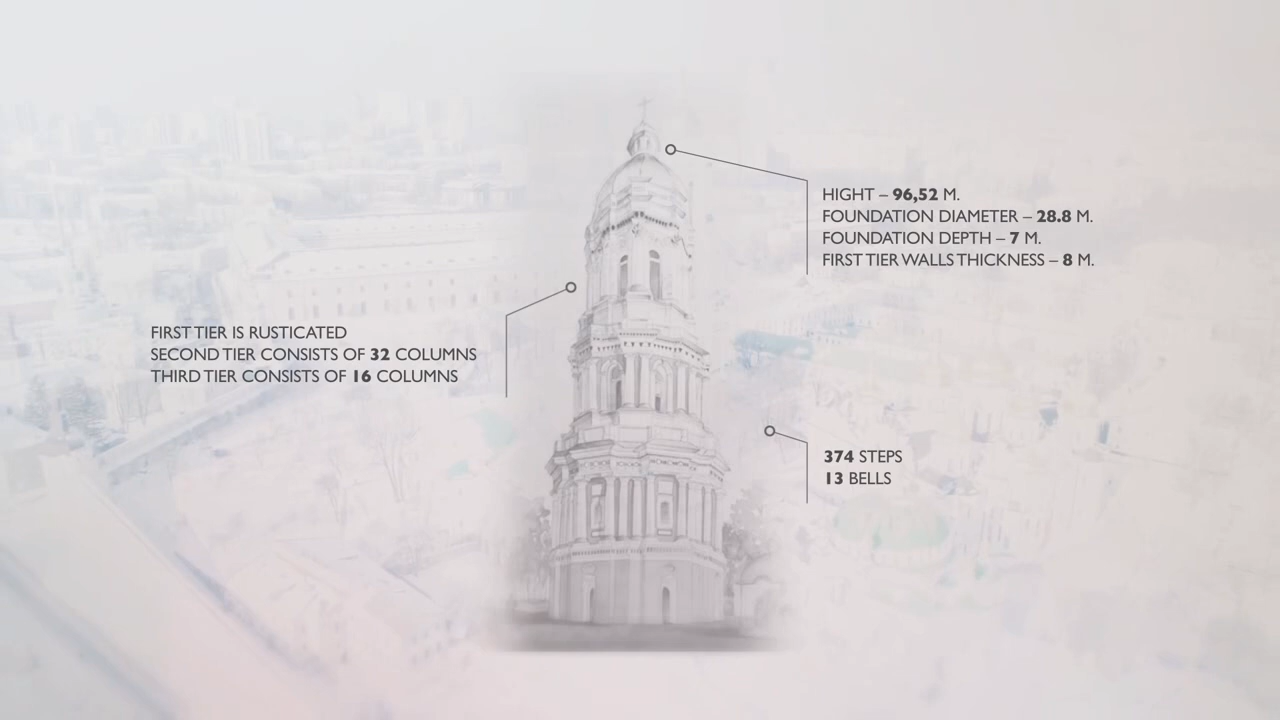 HIGHT – 96,52 M.
FOUNDATION DIAMETER – 28.8 M.
FOUNDATION DEPTH – 7 M.
FIRST TIER WALLS THICKNESS – 8 M.
FIRST TIER IS RUSTICATED
SECOND TIER CONSISTS OF 32 COLUMNS
THIRD TIER CONSISTS OF 16 COLUMNS
374 STEPS
13 BELLS